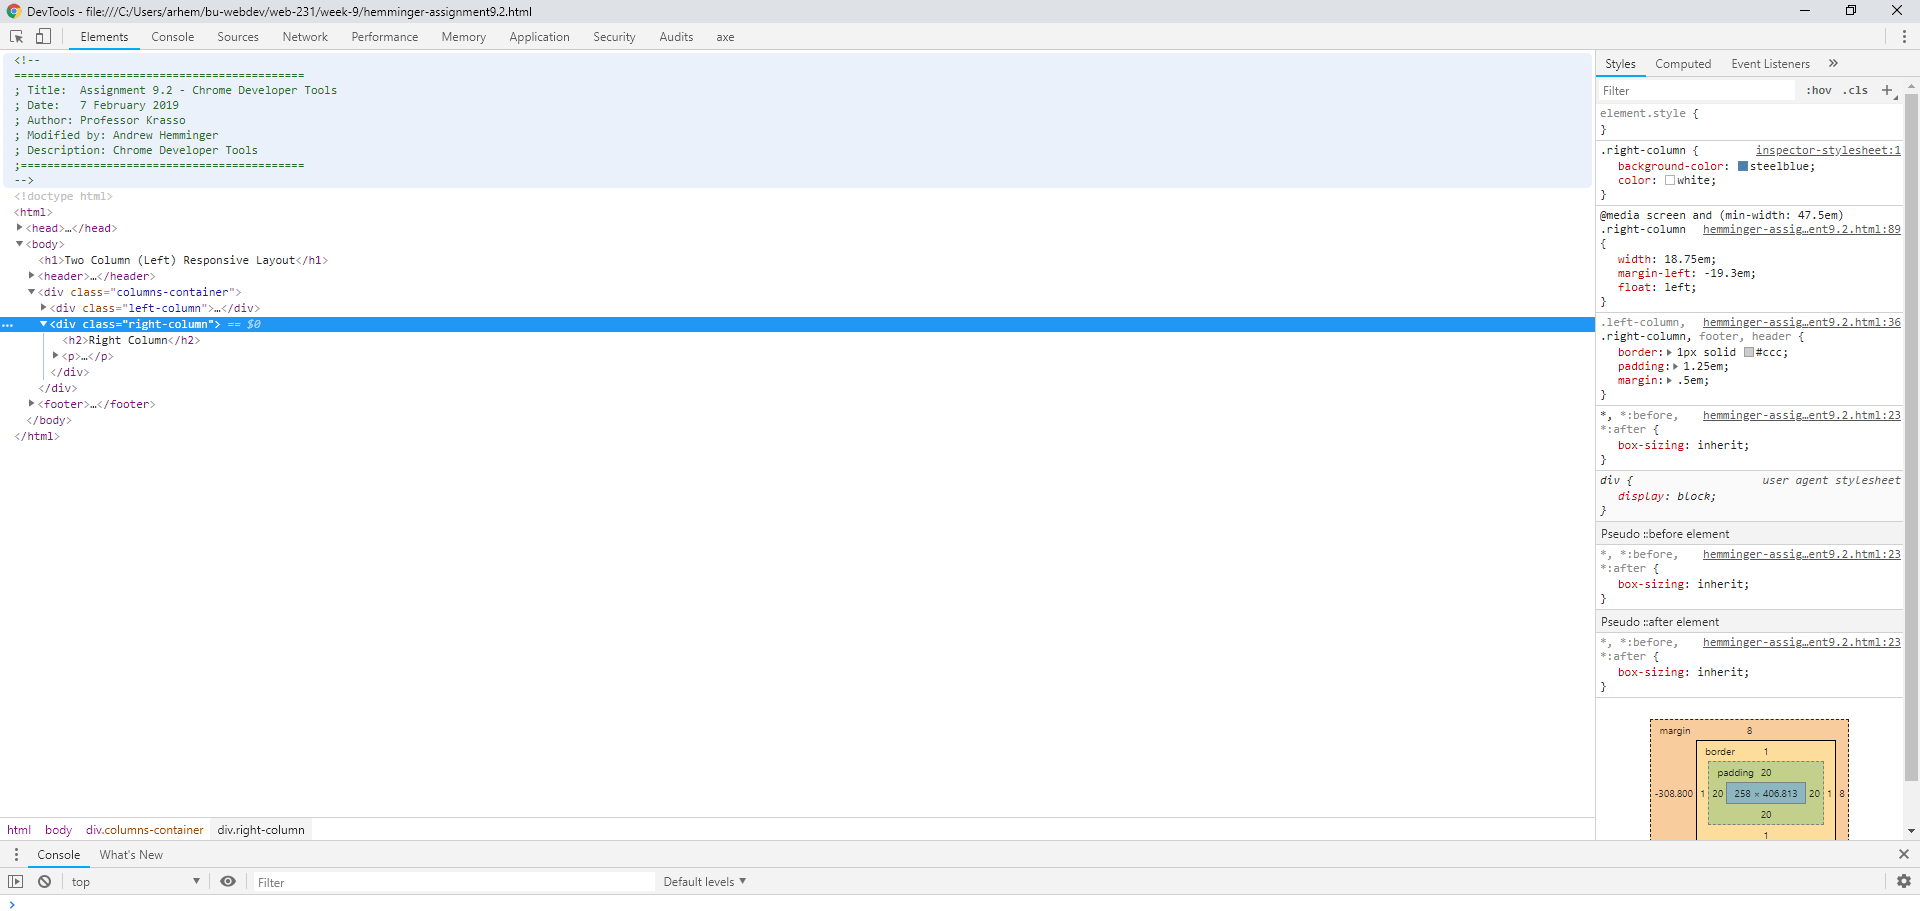 DevTools - file:///C:/Users/arhem/bu-webdev/web-231/week-9/hemminger-assignment9.2.html
Elements Console Sources Network Performance Memory Application Security Audits axe
<!--
============================================
; Title:  Assignment 9.2 - Chrome Developer Tools
; Date:   7 February 2019
; Author: Professor Krasso
; Modified by: Andrew Hemminger
; Description: Chrome Developer Tools
;===========================================
-->
<!doctype html>
<html>
<head>…</head>
<body>
<h1>Two Column (Left) Responsive Layout</h1>
<header>…</header>
<div class="columns-container">
<div class="left-column">…</div>
… <div class="right-column"> == $0
<h2>Right Column</h2>
<p>…</p>
</div>
</div>
<footer>…</footer>
</body>
</html>
html body div.columns-container div.right-column
Styles Computed Event Listeners »
Filter :hov .cls +
element.style {
}
.right-column { inspector-stylesheet:1
background-color: steelblue;
color: white;
}
@media screen and (min-width: 47.5em)
.right-column hemminger-assig…ent9.2.html:89
{
width: 18.75em;
margin-left: -19.3em;
float: left;
}
.left-column, hemminger-assig…ent9.2.html:36
.right-column, footer, header {
border: 1px solid #ccc;
padding: 1.25em;
margin: .5em;
}
*, *:before, hemminger-assig…ent9.2.html:23
*:after {
box-sizing: inherit;
}
div { user agent stylesheet
display: block;
}
Pseudo ::before element
*, *:before, hemminger-assig…ent9.2.html:23
*:after {
box-sizing: inherit;
}
Pseudo ::after element
*, *:before, hemminger-assig…ent9.2.html:23
*:after {
box-sizing: inherit;
}
margin 8
border 1
padding 20
-308.800 1 20 258 × 406.813 20 1 8
20
1
Console What's New
top Filter Default levels